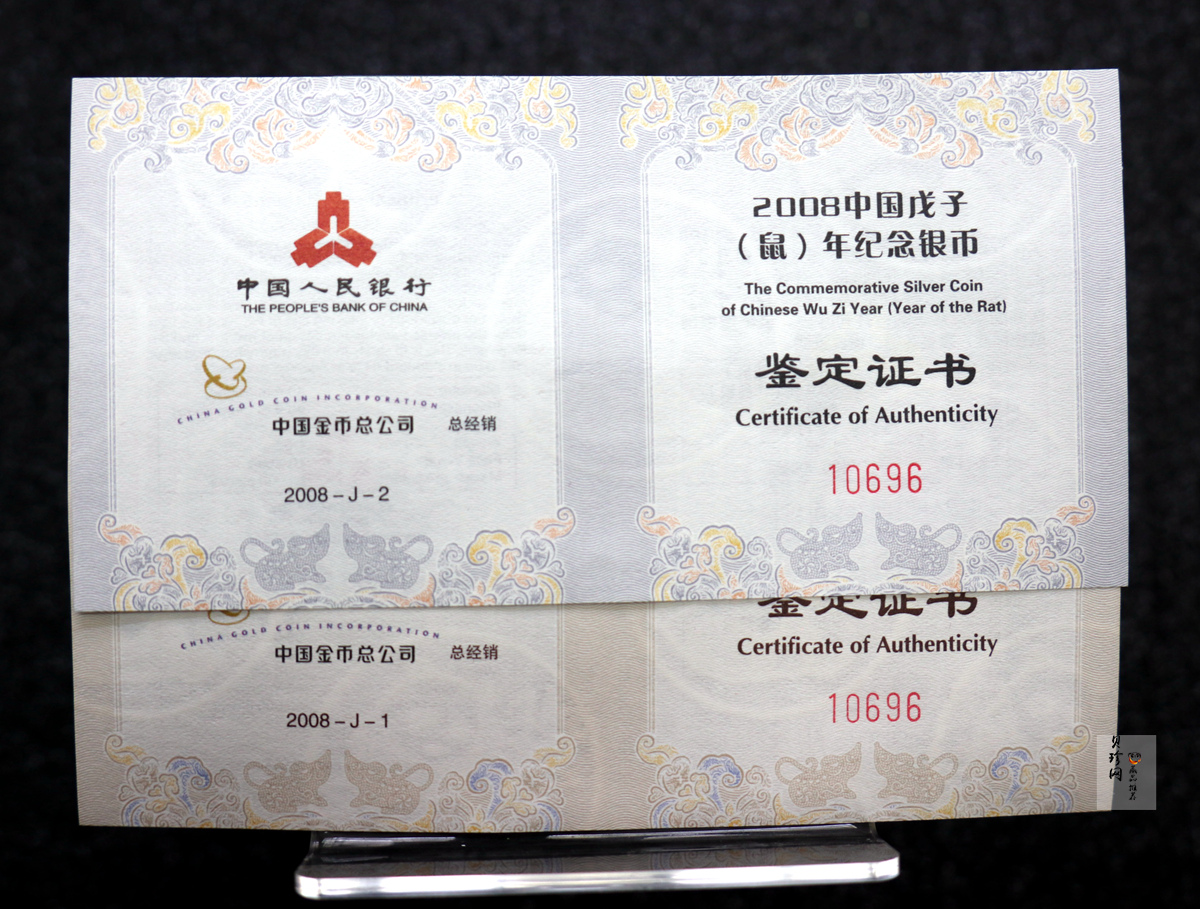 中国人民银行
THE PEOPLE'S BANK OF CHINA
CHINA GOLD COIN INCORPORATION
中国金币总公司 总经销
2008-J-2
2008中国戊子
（鼠）年纪念银币
The Commemorative Silver Coin
of Chinese Wu Zi Year (Year of the Rat)
鉴定证书
Certificate of Authenticity
10696
CHINA GOLD COIN INCORPORATION
中国金币总公司 总经销
2008-J-1
鉴定证书
Certificate of Authenticity
10696
贝珍网